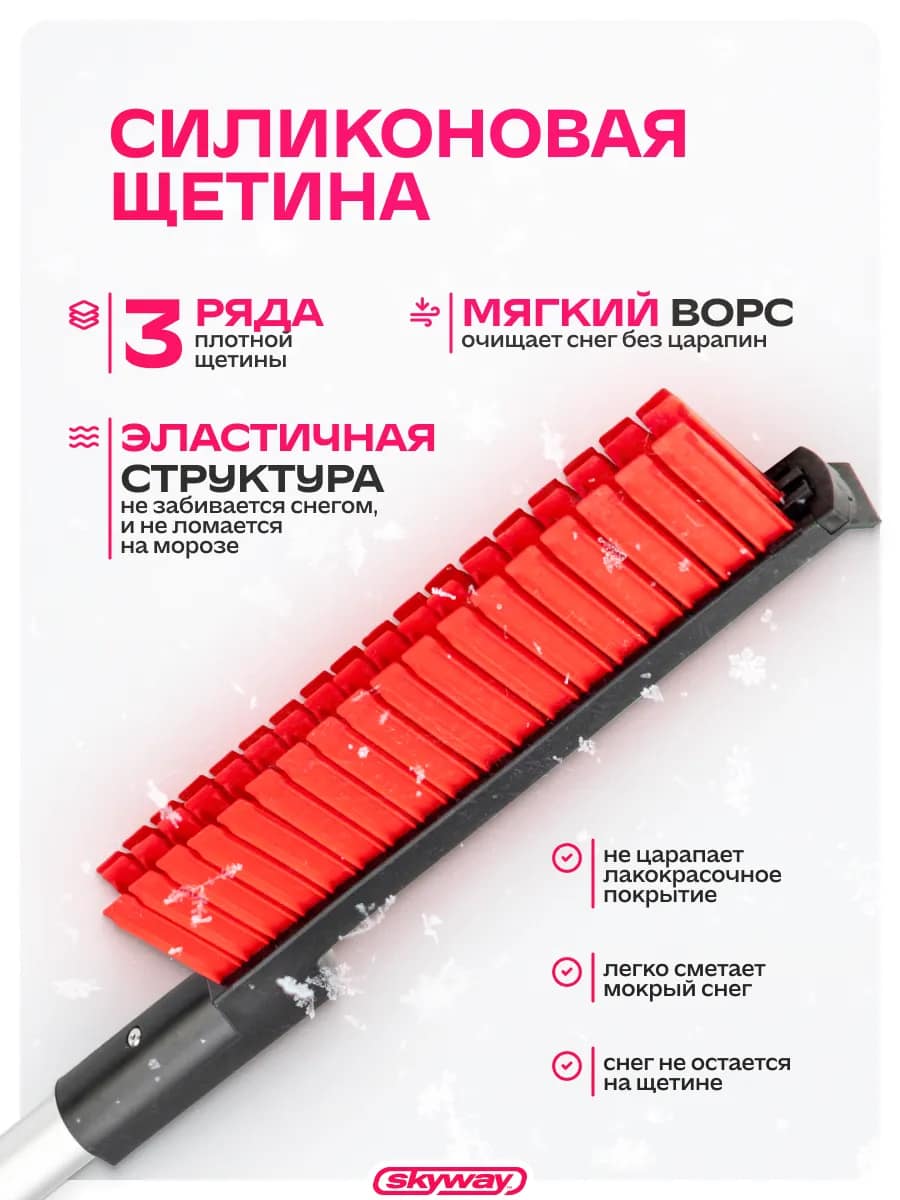 СИЛИКОНОВАЯ
ЩЕТИНА
3 РЯДА
плотной
щетины
МЯГКИЙ ВОРС
очищает снег без царапин
ЭЛАСТИЧНАЯ
СТРУКТУРА
не забивается снегом,
и не ломается
на морозе
не царапает
лакокрасочное
покрытие
легко сметает
мокрый снег
снег не остается
на щетине
skyway